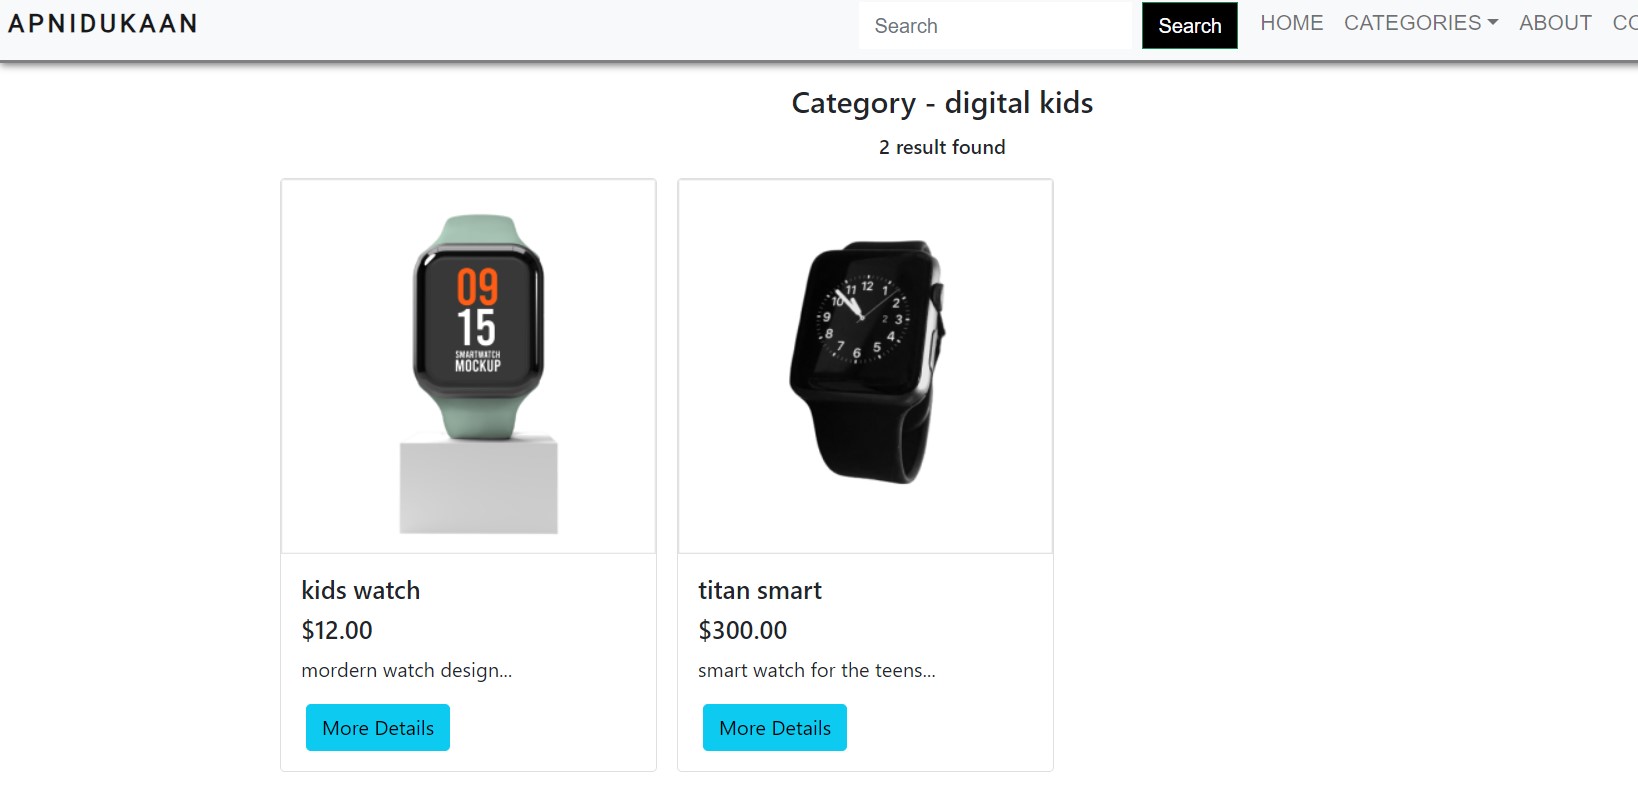 APNIDUKAAN
Search
Search
HOME
CATEGORIES
ABOUT
CO
Category - digital kids
2 result found
09
15
SMARTWATCH
MOCKUP
12
1
2
3
4
5
6
7
8
9
10
11
2
kids watch
$12.00
mordern watch design...
More Details
titan smart
$300.00
smart watch for the teens...
More Details